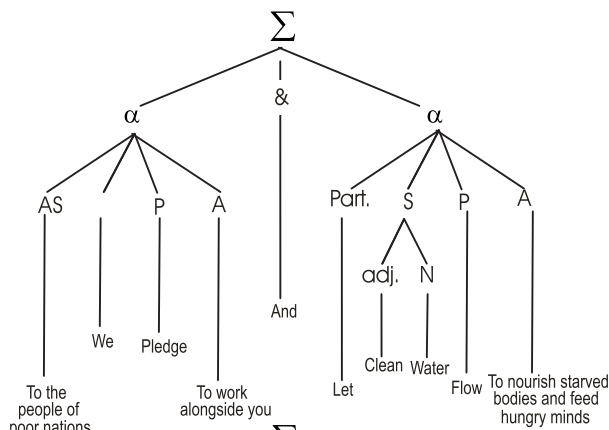 Σ
α & α
AS P A Part. S P A
adj. N
And
We Pledge Clean Water
Let Flow
To the
people of
poor nations
To work
alongside you
To nourish starved
bodies and feed
hungry minds
Σ